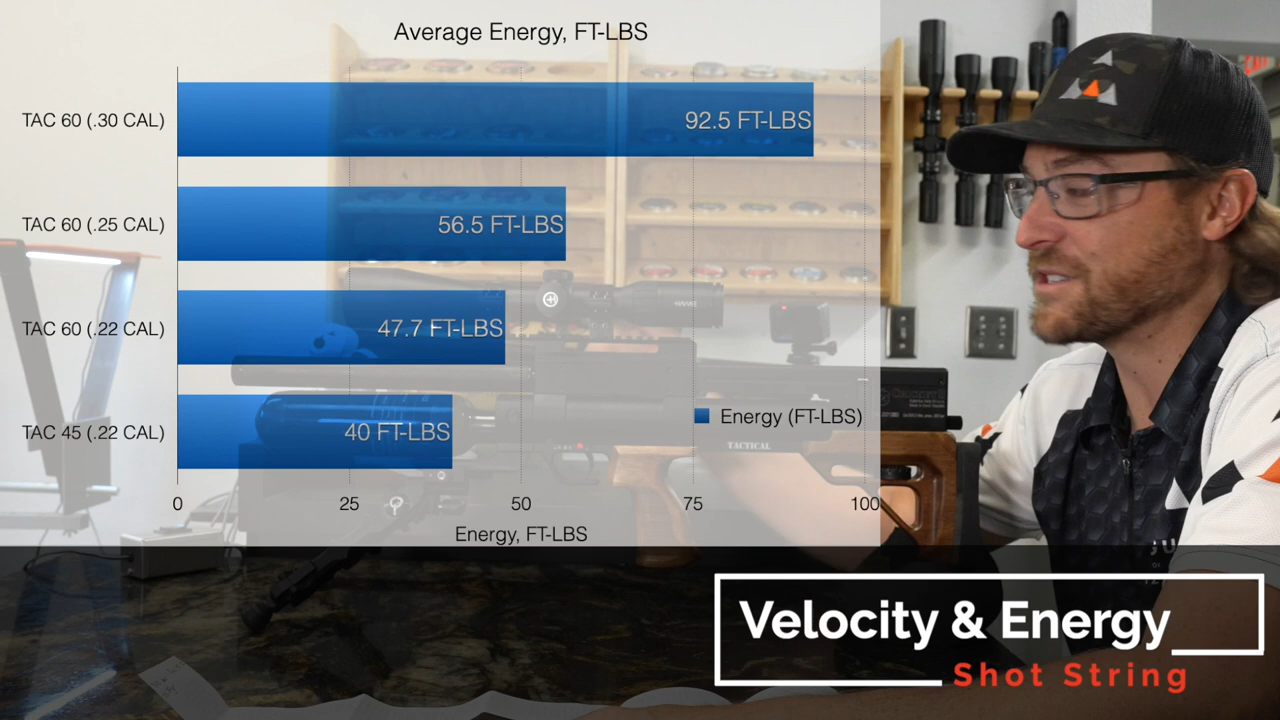 Average Energy, FT-LBS
TAC 60 (.30 CAL)
92.5 FT-LBS
TAC 60 (.25 CAL)
56.5 FT-LBS
TAC 60 (.22 CAL)
47.7 FT-LBS
TAC 45 (.22 CAL)
40 FT-LBS
Energy (FT-LBS)
0 25 50 75 100
Energy, FT-LBS
HAWKE
TACTICAL
Velocity & Energy
Shot String